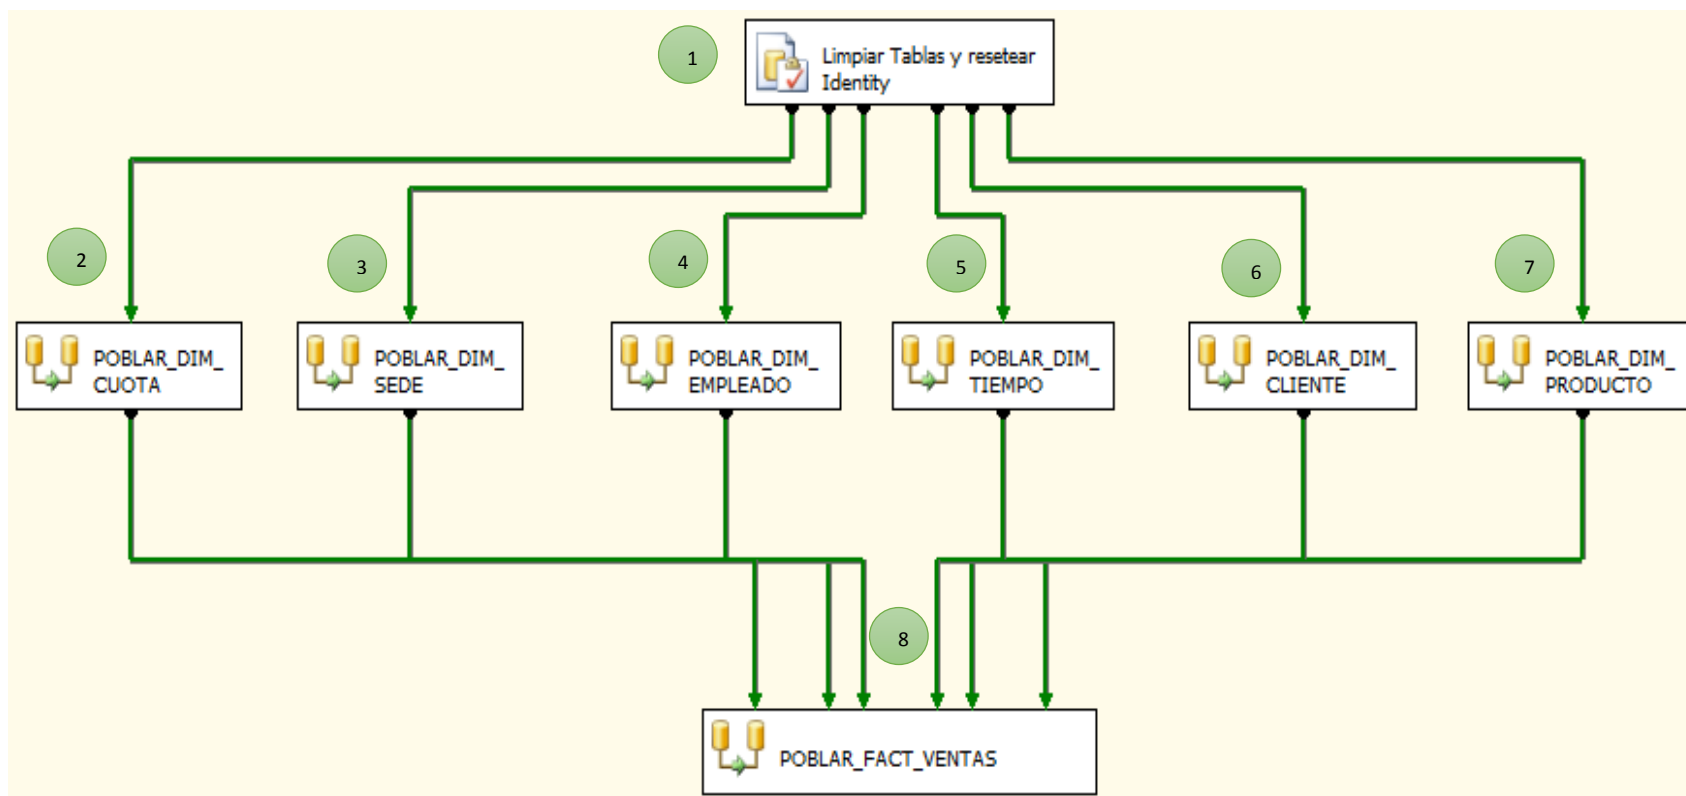 1
Limpiar Tablas y resetear
Identity
2
3
4
5
6
7
POBLAR_DIM_
CUOTA
POBLAR_DIM_
SEDE
POBLAR_DIM_
EMPLEADO
POBLAR_DIM_
TIEMPO
POBLAR_DIM_
CLIENTE
POBLAR_DIM_
PRODUCTO
8
POBLAR_FACT_VENTAS